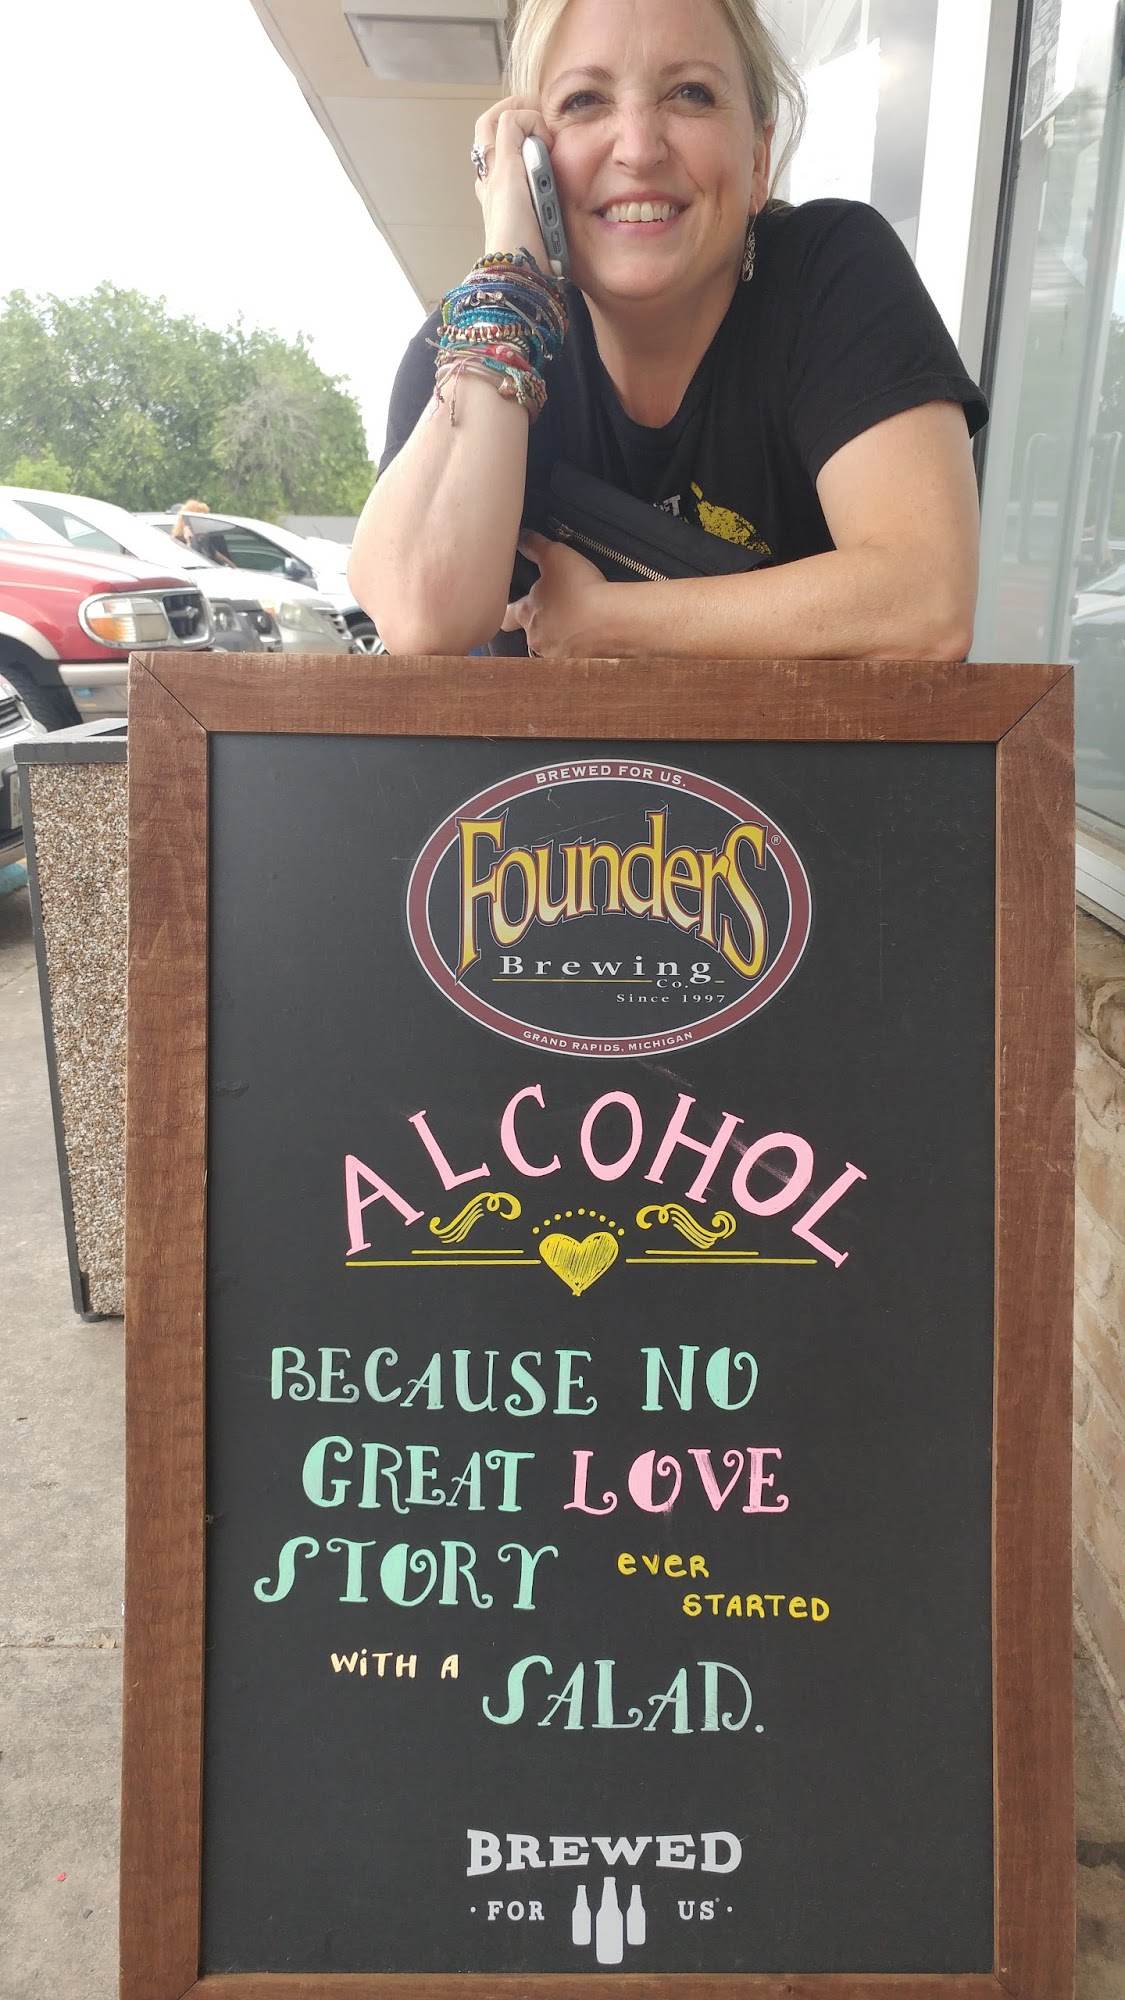 BREWED FOR US.
Founders
Brewing
Co.
Since 1997
GRAND RAPIDS, MICHIGAN
ALCOHOL
BECAUSE NO
GREAT LOVE
STORY ever
STARTED
WiTH A SALAD.
BREWED
· FOR US ·